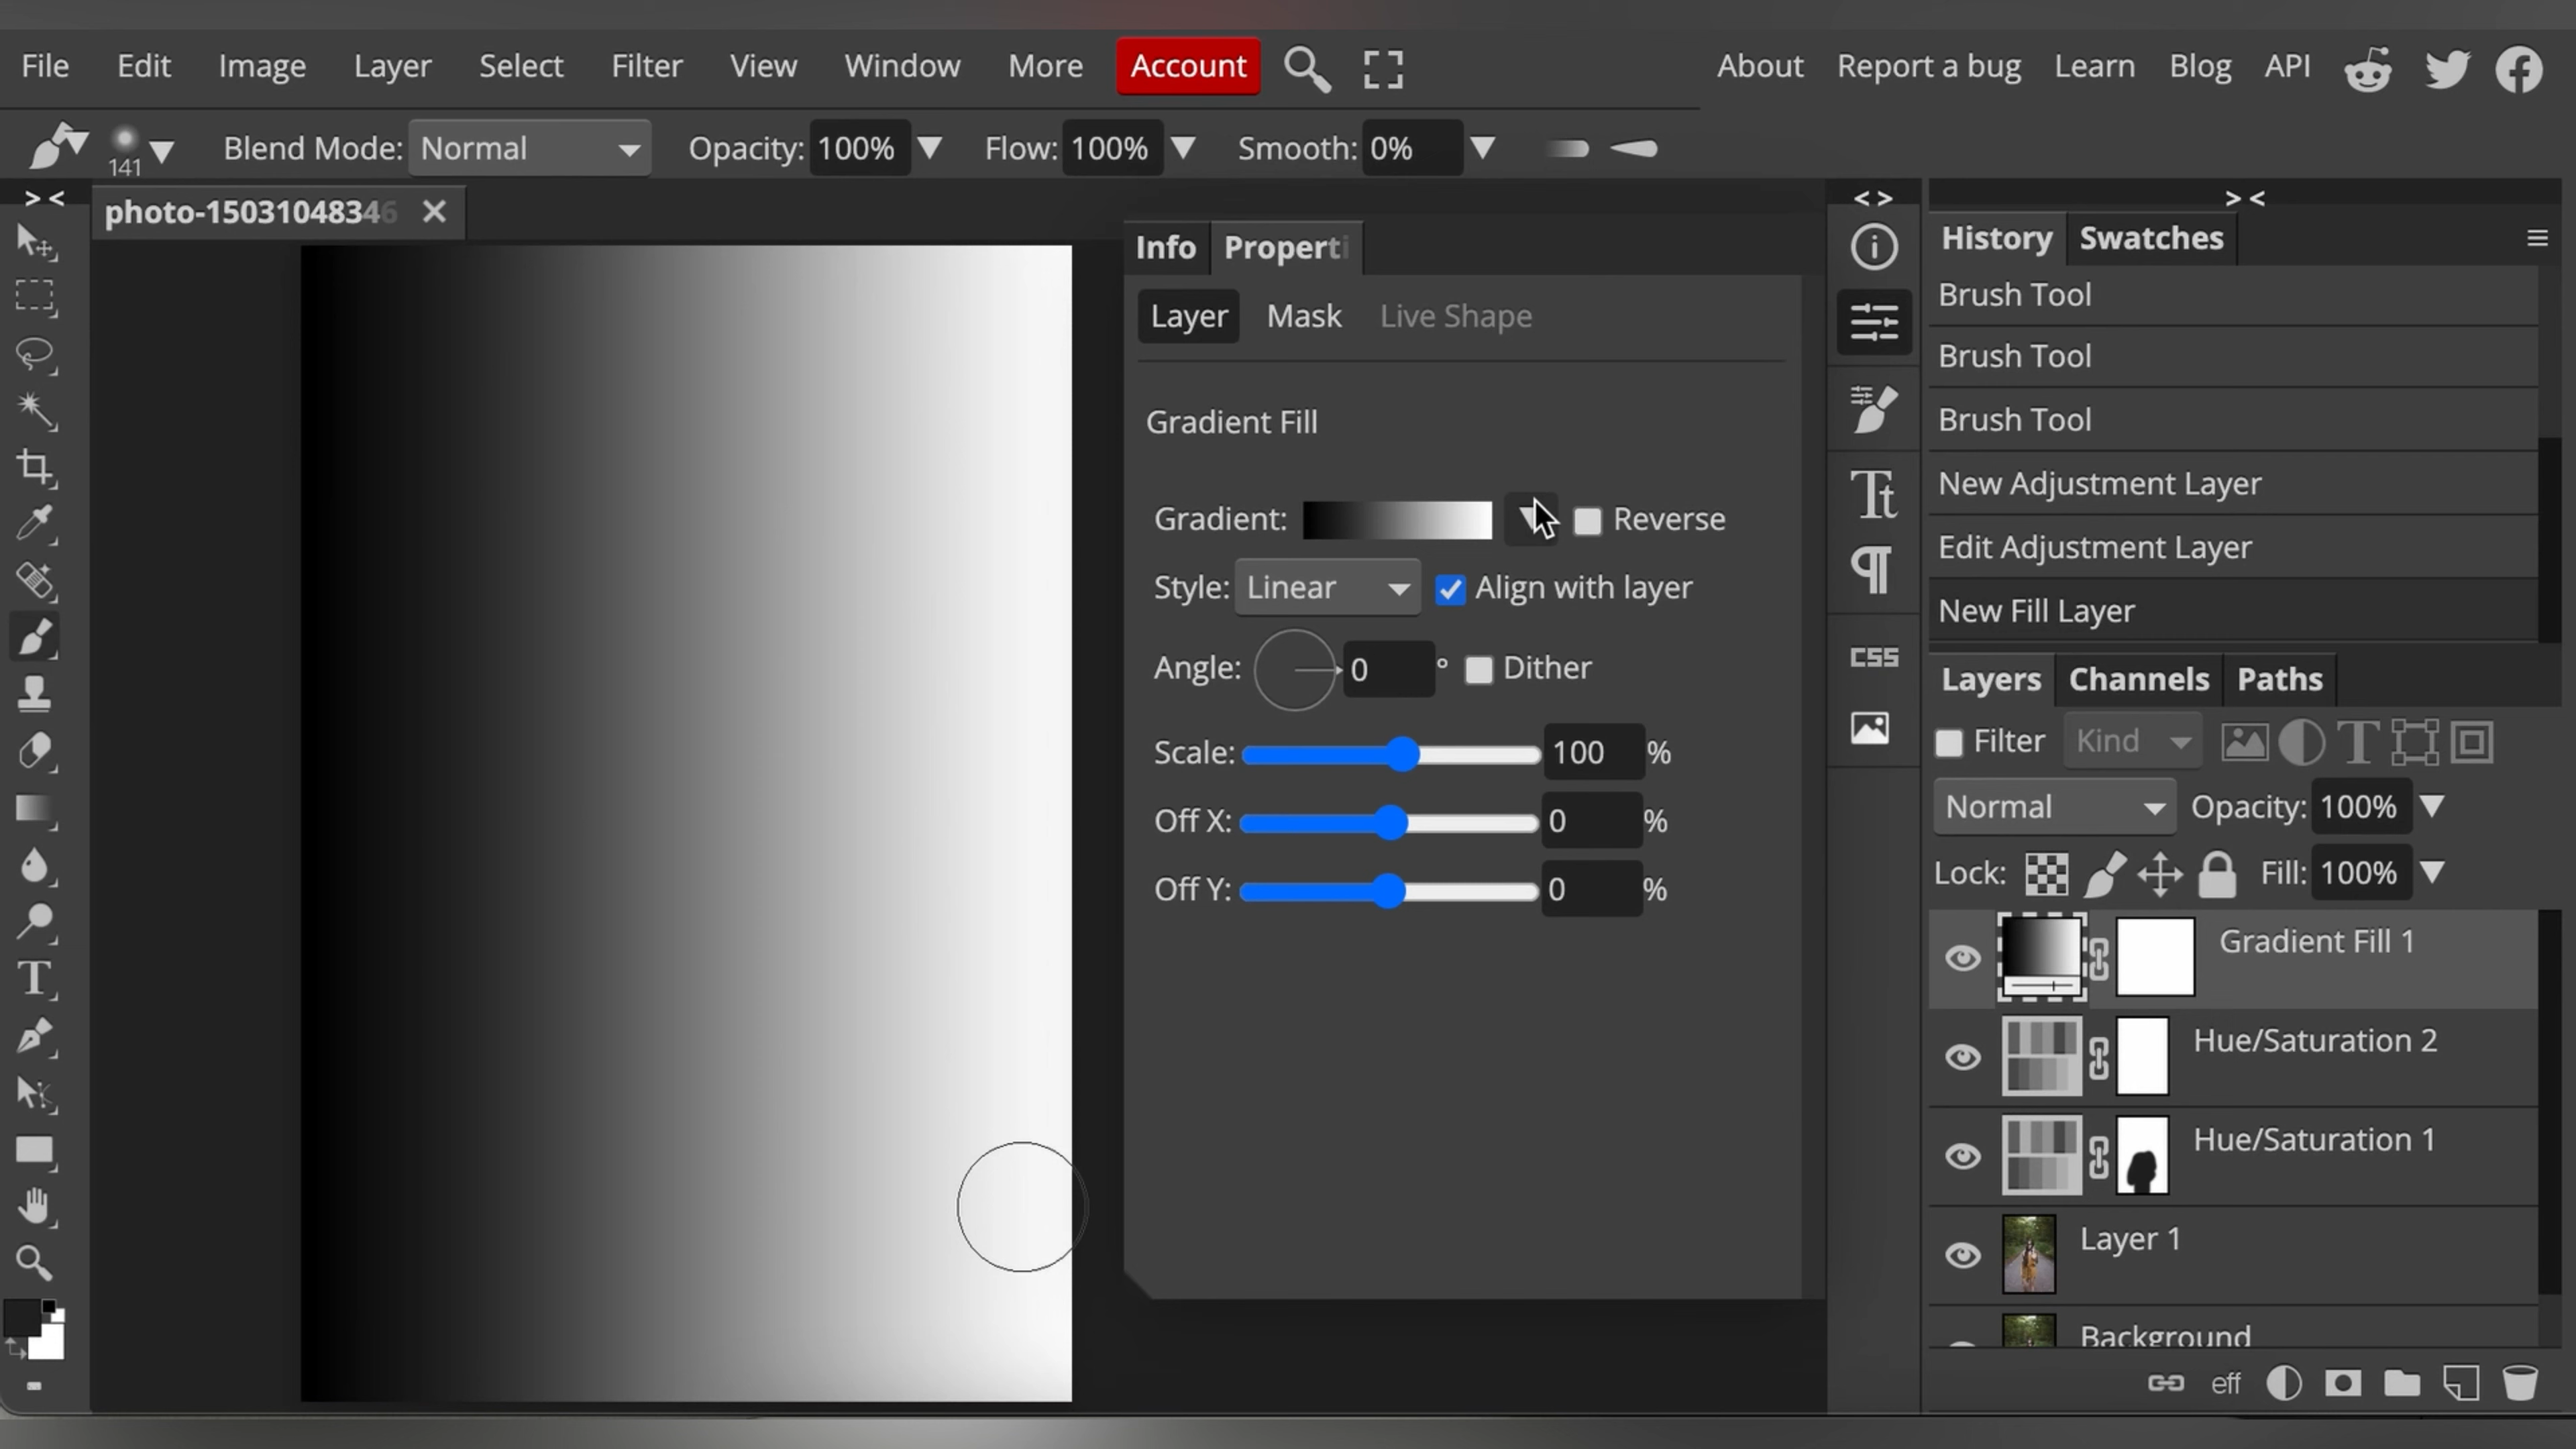 File Edit Image Layer Select Filter View Window More Account About Report a bug Learn Blog API
141 Blend Mode: Normal Opacity: 100% Flow: 100% Smooth: 0%
> < photo-15031048346 ✕ < > > <
Info Properti
Layer Mask Live Shape
Gradient Fill
Gradient: Reverse
Style: Linear Align with layer
Angle: 0 ° Dither
Scale: 100 %
Off X: 0 %
Off Y: 0 %
CSS
History Swatches
Brush Tool
Brush Tool
Brush Tool
New Adjustment Layer
Edit Adjustment Layer
New Fill Layer
Layers Channels Paths
Filter Kind
Normal Opacity: 100%
Lock: Fill: 100%
Gradient Fill 1
Hue/Saturation 2
Hue/Saturation 1
Layer 1
Background
eff